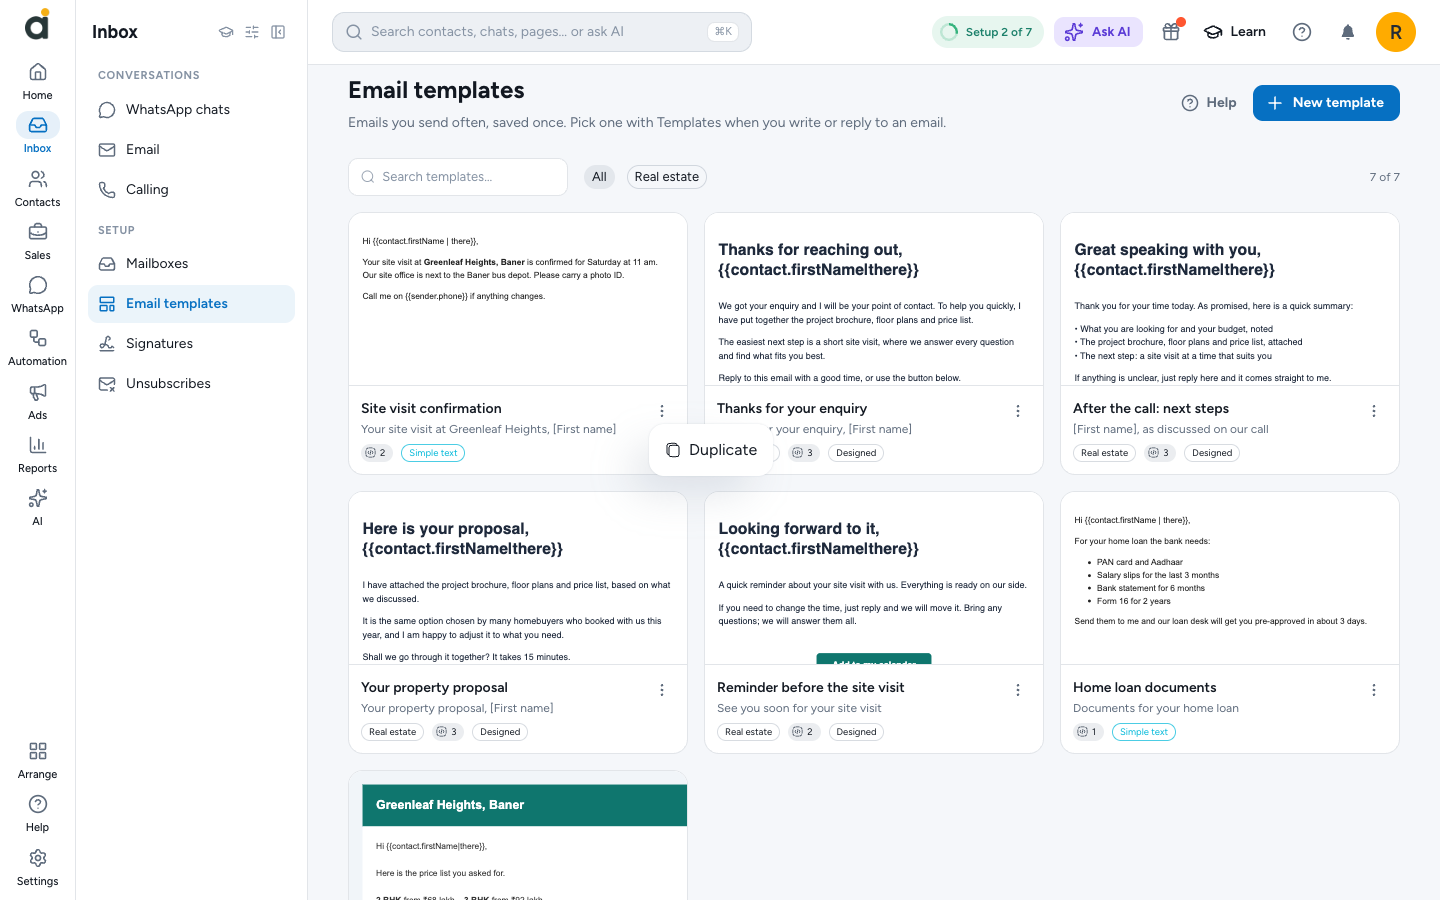 Inbox
Search contacts, chats, pages... or ask AI
⌘K
Setup 2 of 7
Ask AI
Learn
R
Home
Inbox
Contacts
Sales
WhatsApp
Automation
Ads
Reports
AI
Arrange
Help
Settings
CONVERSATIONS
WhatsApp chats
Email
Calling
SETUP
Mailboxes
Email templates
Signatures
Unsubscribes
Email templates
Emails you send often, saved once. Pick one with Templates when you write or reply to an email.
Help
New template
Search templates...
All
Real estate
7 of 7
Hi {{contact.firstName | there}},
Your site visit at Greenleaf Heights, Baner is confirmed for Saturday at 11 am.
Our site office is next to the Baner bus depot. Please carry a photo ID.
Call me on {{sender.phone}} if anything changes.
Site visit confirmation
Your site visit at Greenleaf Heights, [First name]
2
Simple text
Duplicate
Thanks for reaching out,
{{contact.firstName|there}}
We got your enquiry and I will be your point of contact. To help you quickly, I
have put together the project brochure, floor plans and price list.
The easiest next step is a short site visit, where we answer every question
and find what fits you best.
Reply to this email with a good time, or use the button below.
Thanks for your enquiry
your enquiry, [First name]
3
Designed
Great speaking with you,
{{contact.firstName|there}}
Thank you for your time today. As promised, here is a quick summary:
• What you are looking for and your budget, noted
• The project brochure, floor plans and price list, attached
• The next step: a site visit at a time that suits you
If anything is unclear, just reply here and it comes straight to me.
After the call: next steps
[First name], as discussed on our call
Real estate
3
Designed
Here is your proposal,
{{contact.firstName|there}}
I have attached the project brochure, floor plans and price list, based on what
we discussed.
It is the same option chosen by many homebuyers who booked with us this
year, and I am happy to adjust it to what you need.
Shall we go through it together? It takes 15 minutes.
Your property proposal
Your property proposal, [First name]
Real estate
3
Designed
Looking forward to it,
{{contact.firstName|there}}
A quick reminder about your site visit with us. Everything is ready on our side.
If you need to change the time, just reply and we will move it. Bring any
questions; we will answer them all.
Add to my calendar
Reminder before the site visit
See you soon for your site visit
Real estate
2
Designed
Hi {{contact.firstName | there}},
For your home loan the bank needs:
• PAN card and Aadhaar
• Salary slips for the last 3 months
• Bank statement for 6 months
• Form 16 for 2 years
Send them to me and our loan desk will get you pre-approved in about 3 days.
Home loan documents
Documents for your home loan
1
Simple text
Greenleaf Heights, Baner
Hi {{contact.firstName|there}},
Here is the price list you asked for.
2 BHK from ₹68 lakh 3 BHK from ₹92 lakh